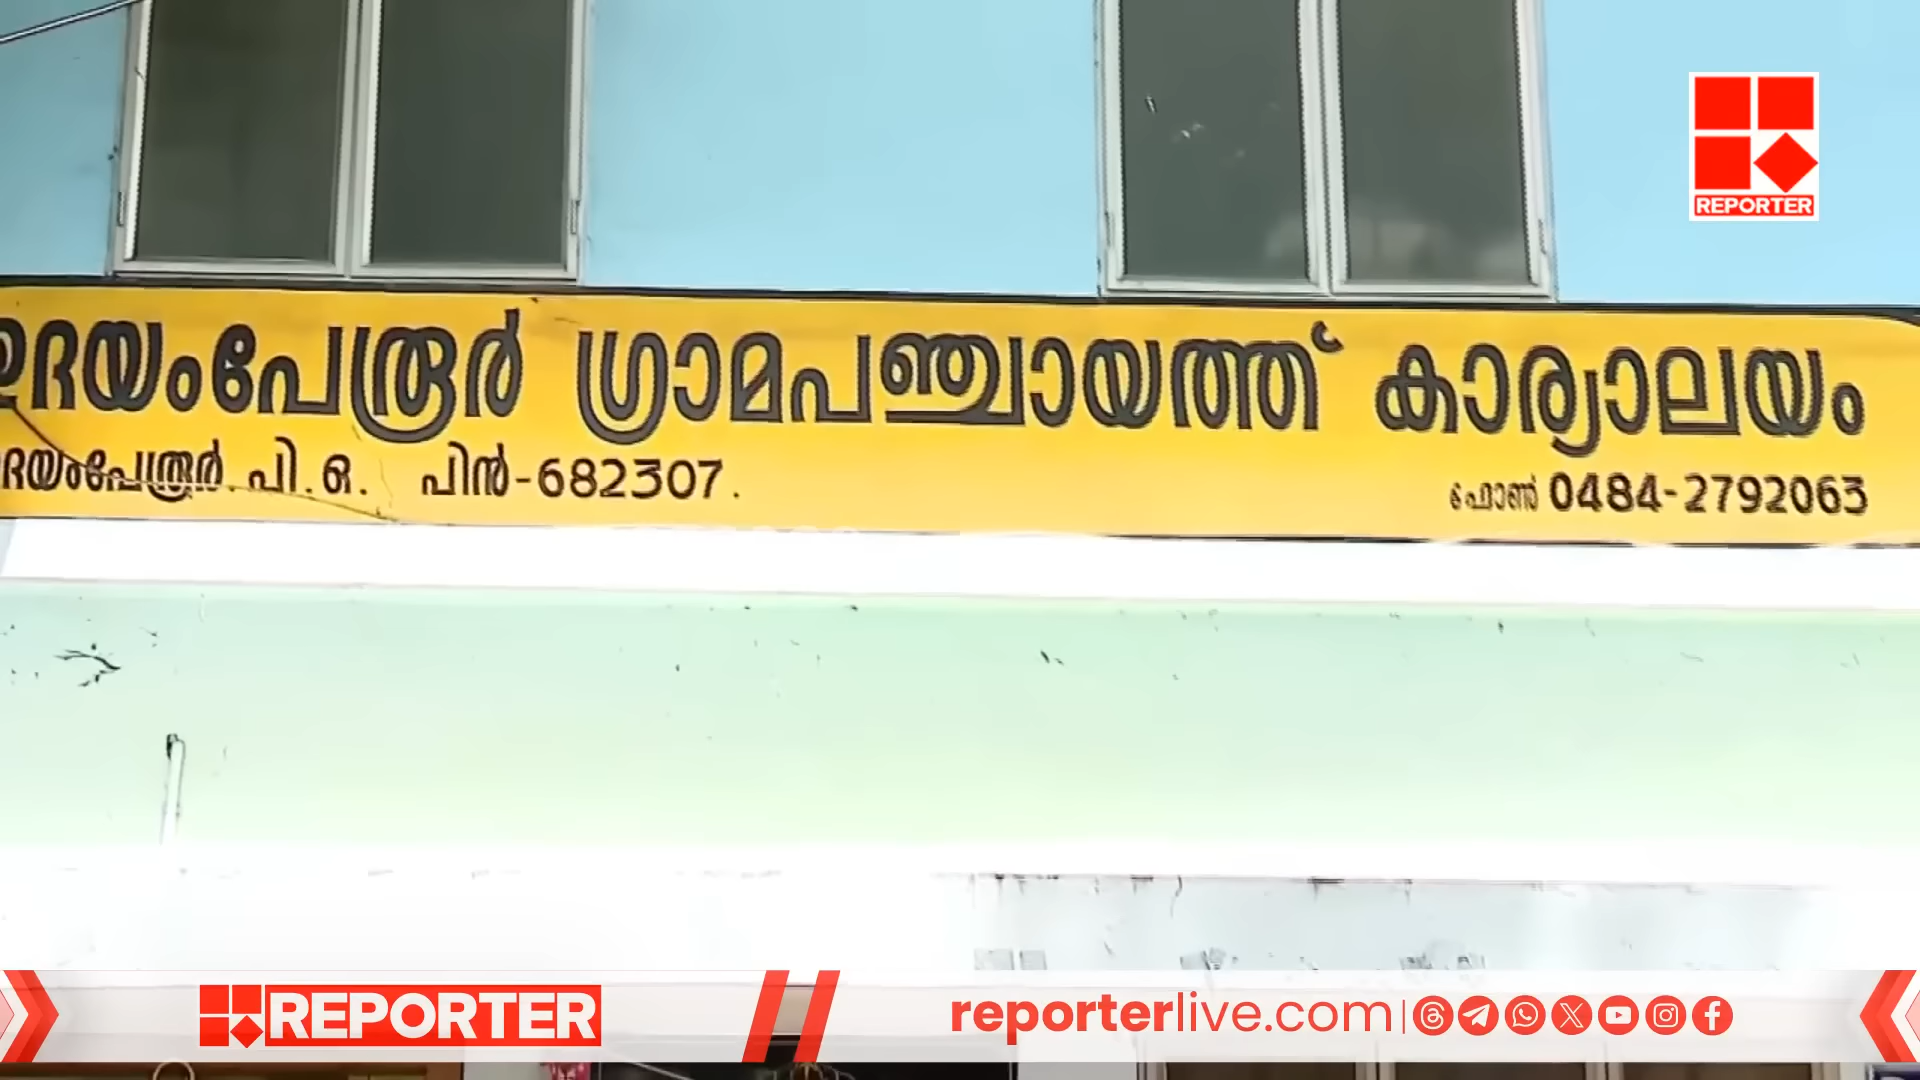 REPORTER
ഉദയംപേരൂർ ഗ്രാമപഞ്ചായത്ത് കാര്യാലയം
ഉദയംപേരൂർ.പി.ഒ. പിൻ-682307.
ഫോൺ 0484-2792063
REPORTER
reporterlive.com